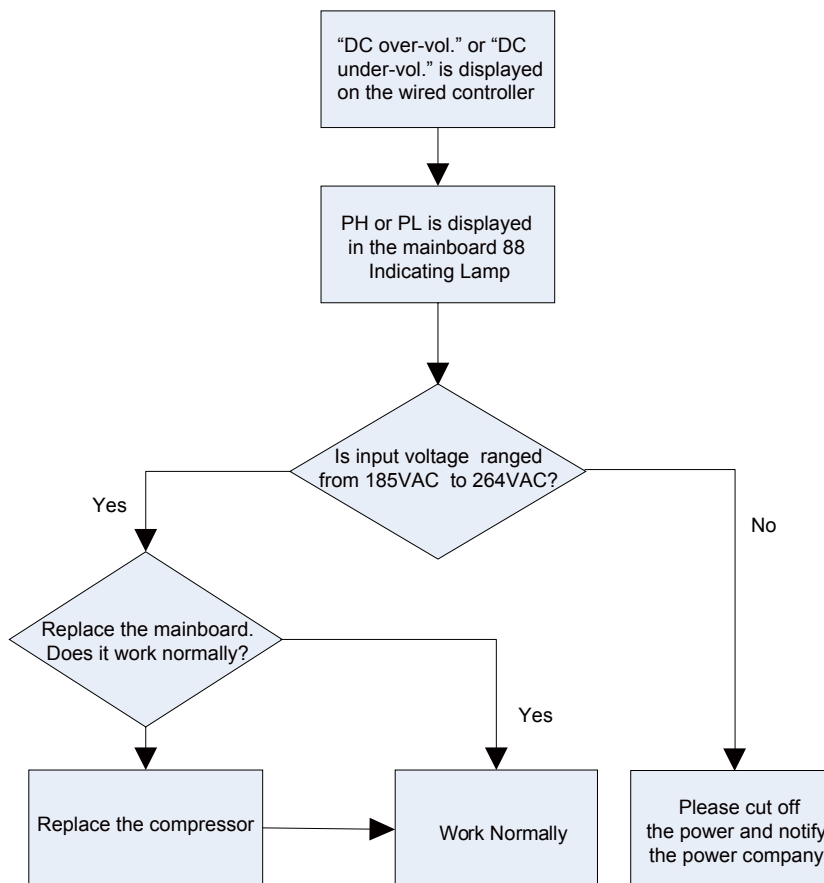 “DC over-vol.” or “DC
under-vol.” is displayed
on the wired controller
PH or PL is displayed
in the mainboard 88
Indicating Lamp
Is input voltage ranged
from 185VAC to 264VAC?
Yes
No
Replace the mainboard.
Does it work normally?
Yes
Replace the compressor
Work Normally
Please cut off
the power and notify
the power company.